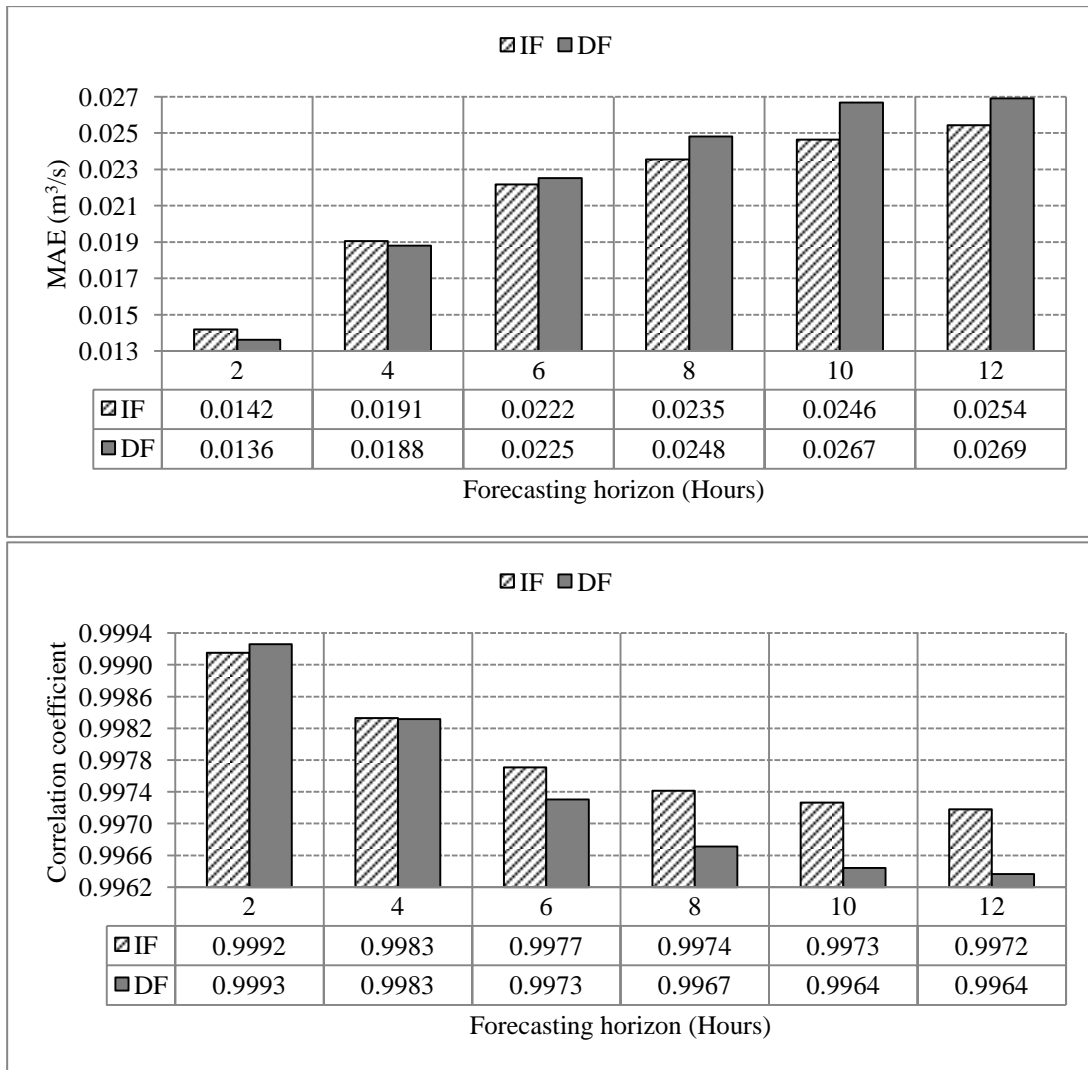 IF DF
0.027
0.025
0.023
0.021
0.019
0.017
0.015
0.013
MAE (m³/s)
2 4 6 8 10 12
IF 0.0142 0.0191 0.0222 0.0235 0.0246 0.0254
DF 0.0136 0.0188 0.0225 0.0248 0.0267 0.0269
Forecasting horizon (Hours)
IF DF
0.9994
0.9990
0.9986
0.9982
0.9978
0.9974
0.9970
0.9966
0.9962
Correlation coefficient
2 4 6 8 10 12
IF 0.9992 0.9983 0.9977 0.9974 0.9973 0.9972
DF 0.9993 0.9983 0.9973 0.9967 0.9964 0.9964
Forecasting horizon (Hours)